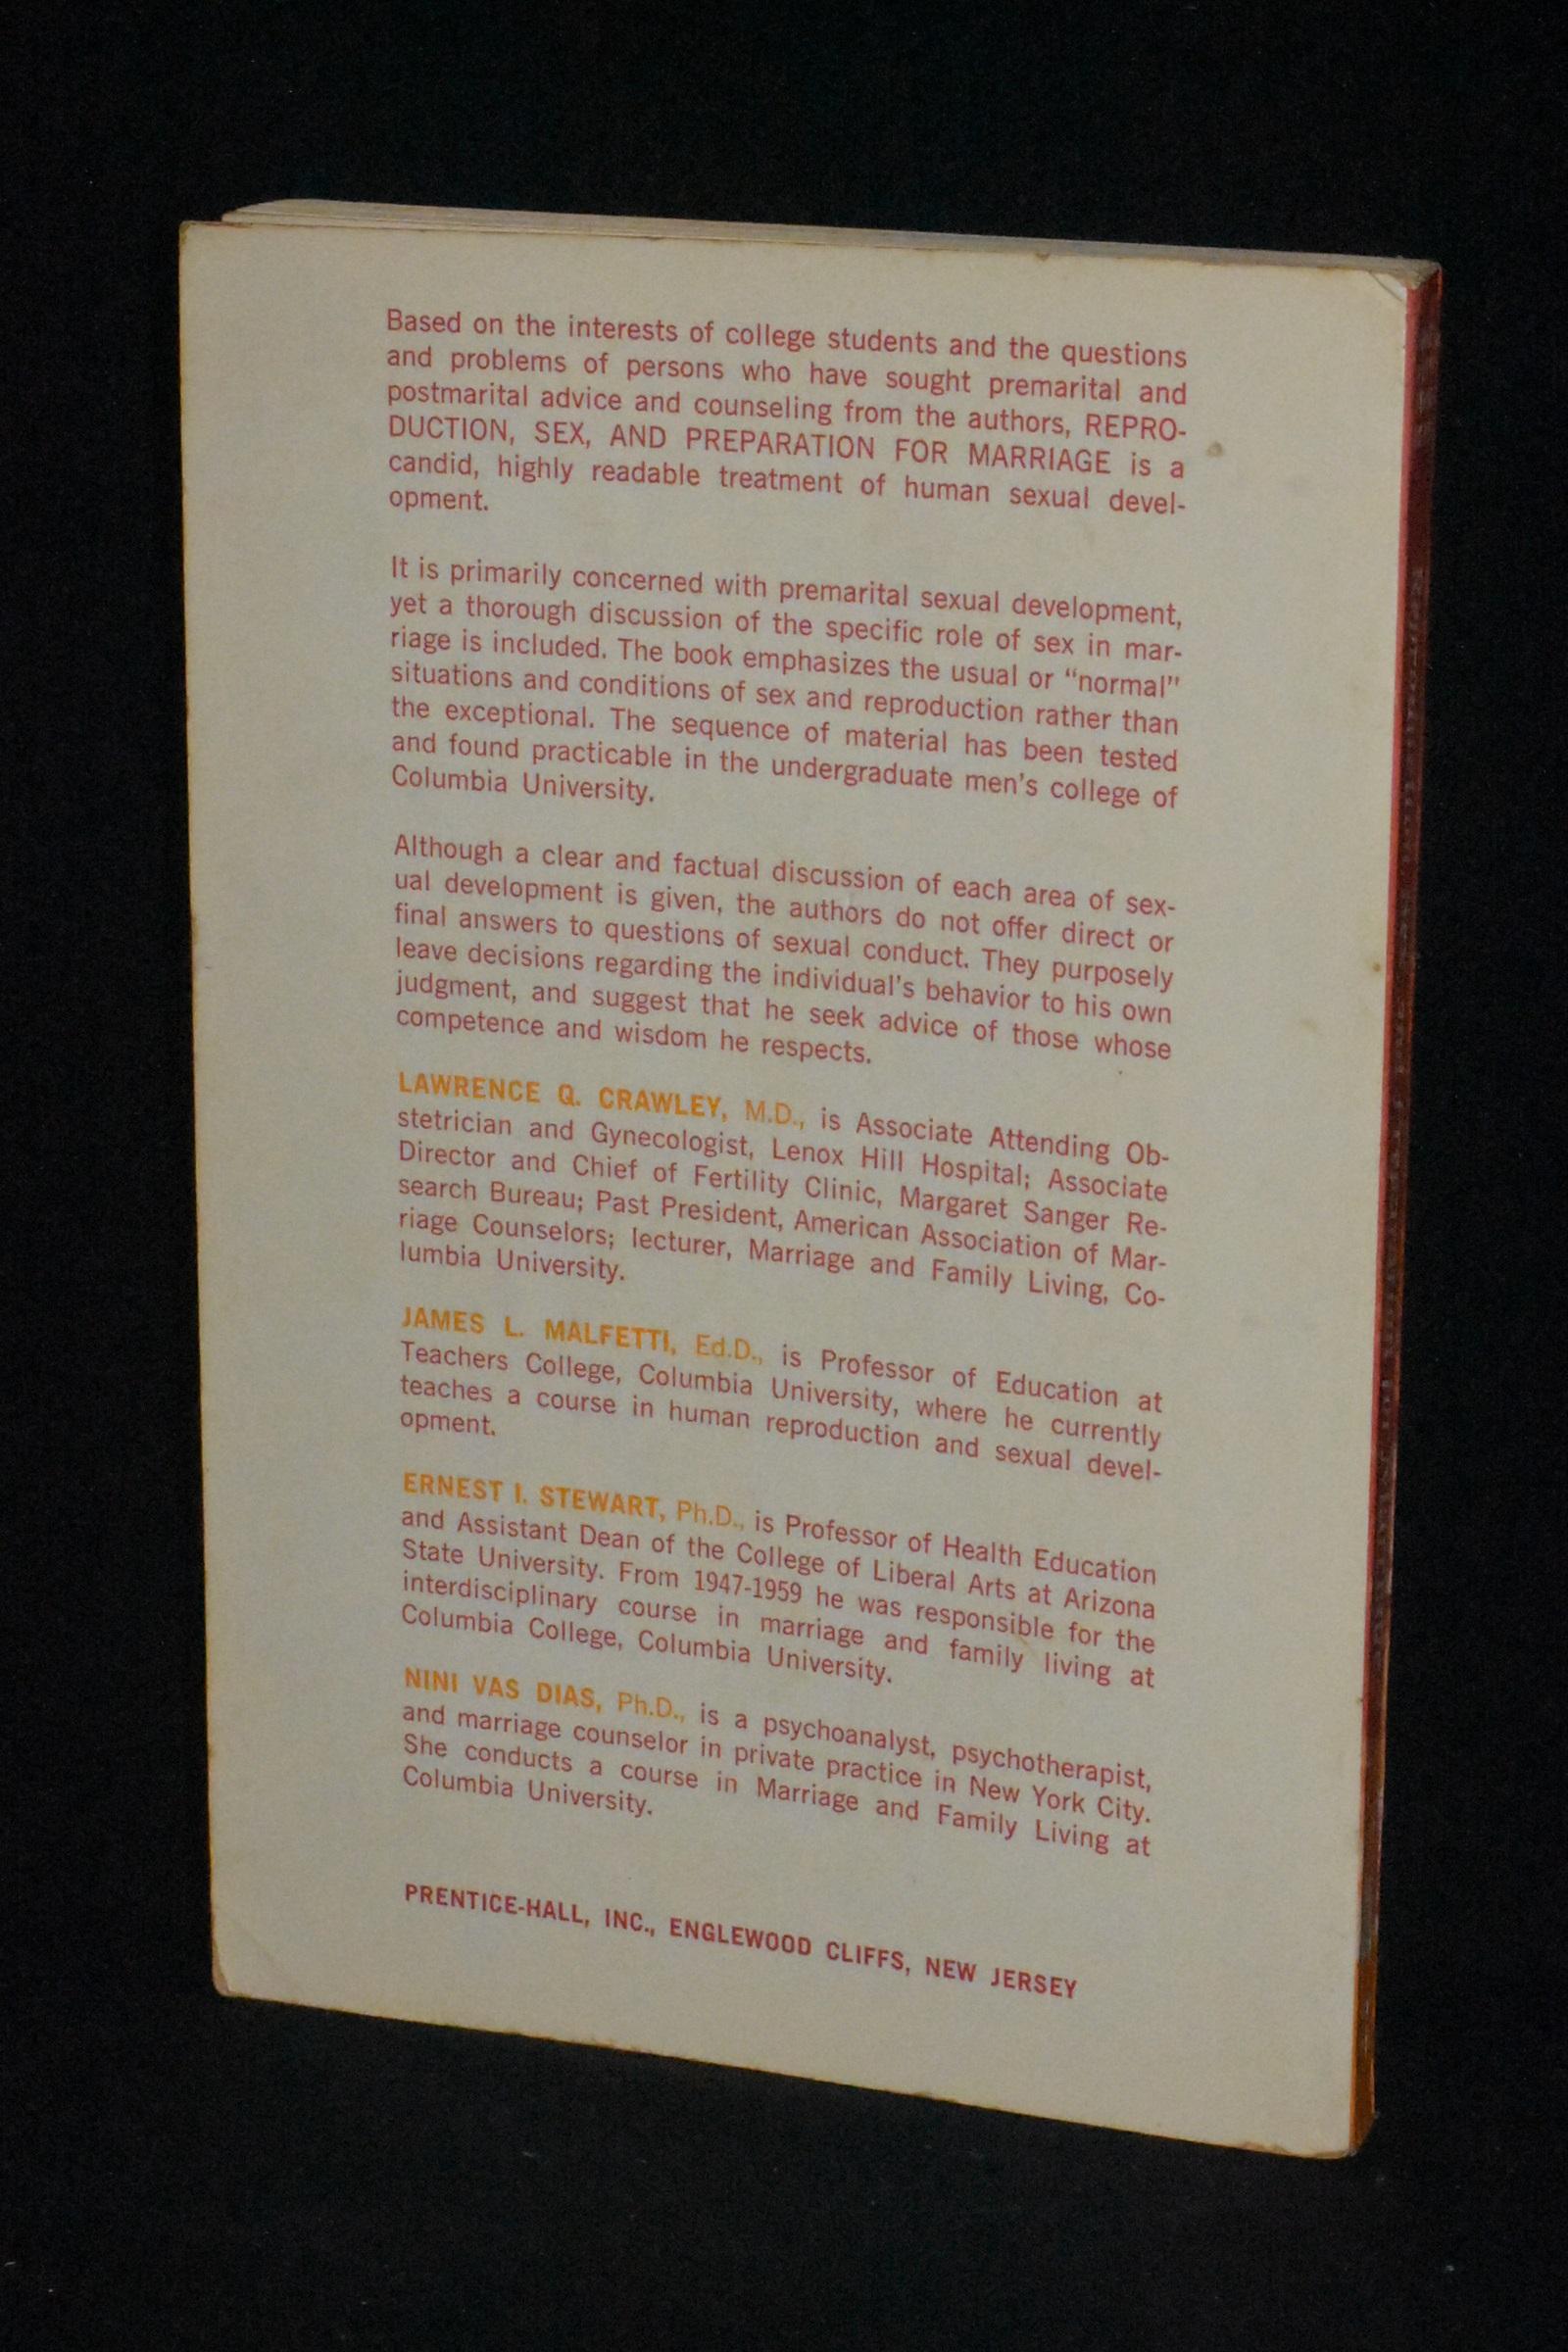 Based on the interests of college students and the questions
and problems of persons who have sought premarital and
postmarital advice and counseling from the authors, REPRO-
DUCTION, SEX, AND PREPARATION FOR MARRIAGE is a
candid, highly readable treatment of human sexual devel-
opment.
It is primarily concerned with premarital sexual development,
yet a thorough discussion of the specific role of sex in mar-
riage is included. The book emphasizes the usual or “normal”
situations and conditions of sex and reproduction rather than
the exceptional. The sequence of material has been tested
and found practicable in the undergraduate men's college of
Columbia University.
Although a clear and factual discussion of each area of sex-
ual development is given, the authors do not offer direct or
final answers to questions of sexual conduct. They purposely
leave decisions regarding the individual's behavior to his own
judgment, and suggest that he seek advice of those whose
competence and wisdom he respects.
LAWRENCE Q. CRAWLEY, M.D., is Associate Attending Ob-
stetrician and Gynecologist, Lenox Hill Hospital; Associate
Director and Chief of Fertility Clinic, Margaret Sanger Re-
search Bureau; Past President, American Association of Mar-
riage Counselors; lecturer, Marriage and Family Living, Co-
lumbia University.
JAMES L. MALFETTI, Ed.D., is Professor of Education at
Teachers College, Columbia University, where he currently
teaches a course in human reproduction and sexual devel-
opment.
ERNEST I. STEWART, Ph.D., is Professor of Health Education
and Assistant Dean of the College of Liberal Arts at Arizona
State University. From 1947-1959 he was responsible for the
interdisciplinary course in marriage and family living at
Columbia College, Columbia University.
NINI VAS DIAS, Ph.D., is a psychoanalyst, psychotherapist,
and marriage counselor in private practice in New York City.
She conducts a course in Marriage and Family Living at
Columbia University.
PRENTICE-HALL, INC., ENGLEWOOD CLIFFS, NEW JERSEY